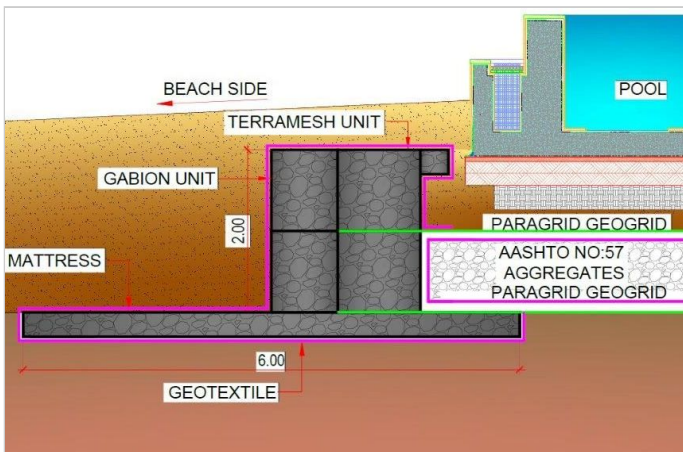 BEACH SIDE
POOL
TERRAMESH UNIT
GABION UNIT
2.00
PARAGRID GEOGRID
AASHTO NO:57
AGGREGATES
PARAGRID GEOGRID
MATTRESS
6.00
GEOTEXTILE